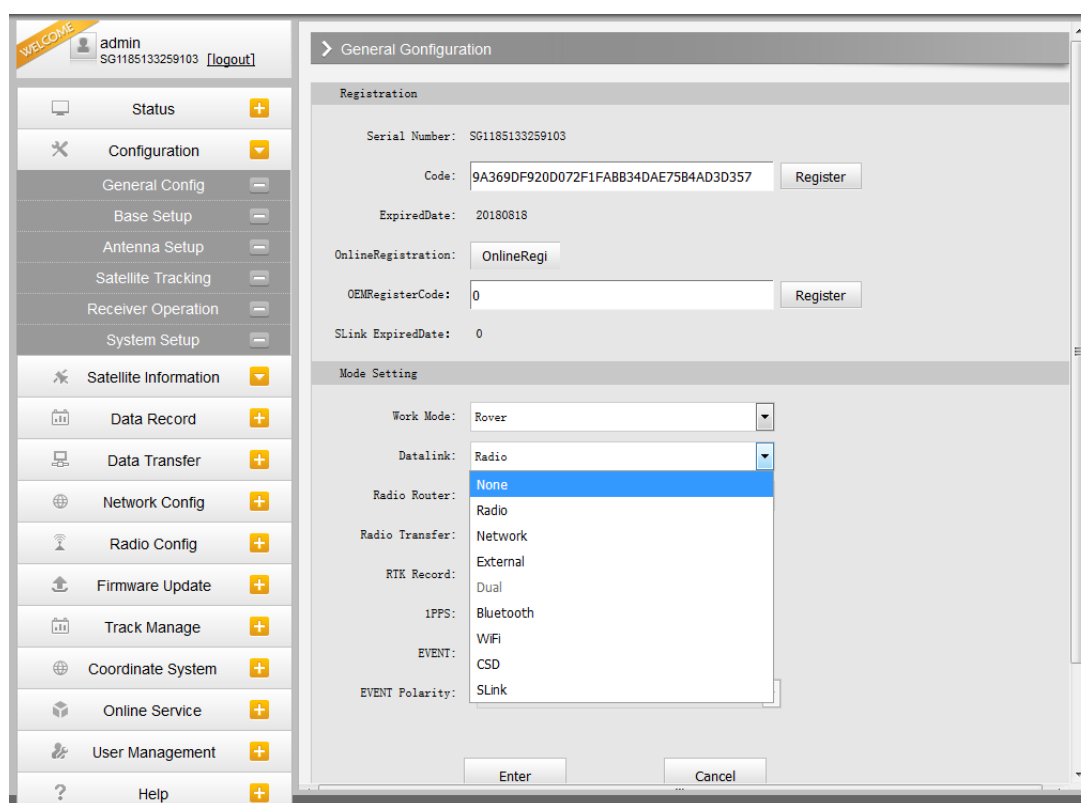 WELCOME
admin
SG1185133259103 [logout]
Status
Configuration
General Config
Base Setup
Antenna Setup
Satellite Tracking
Receiver Operation
System Setup
Satellite Information
Data Record
Data Transfer
Network Config
Radio Config
Firmware Update
Track Manage
Coordinate System
Online Service
User Management
Help
General Gonfiguration
Registration
Serial Number: SG1185133259103
Code: 9A369DF920D072F1FABB34DAE75B4AD3D357 Register
ExpiredDate: 20180818
OnlineRegistration: OnlineRegi
OEMRegisterCode: 0 Register
SLink ExpiredDate: 0
Mode Setting
Work Mode: Rover
Datalink: Radio
None
Radio Router:
Radio
Radio Transfer:
Network
External
RTK Record:
Dual
1PPS:
Bluetooth
WiFi
EVENT:
CSD
EVENT Polarity:
SLink
Enter Cancel